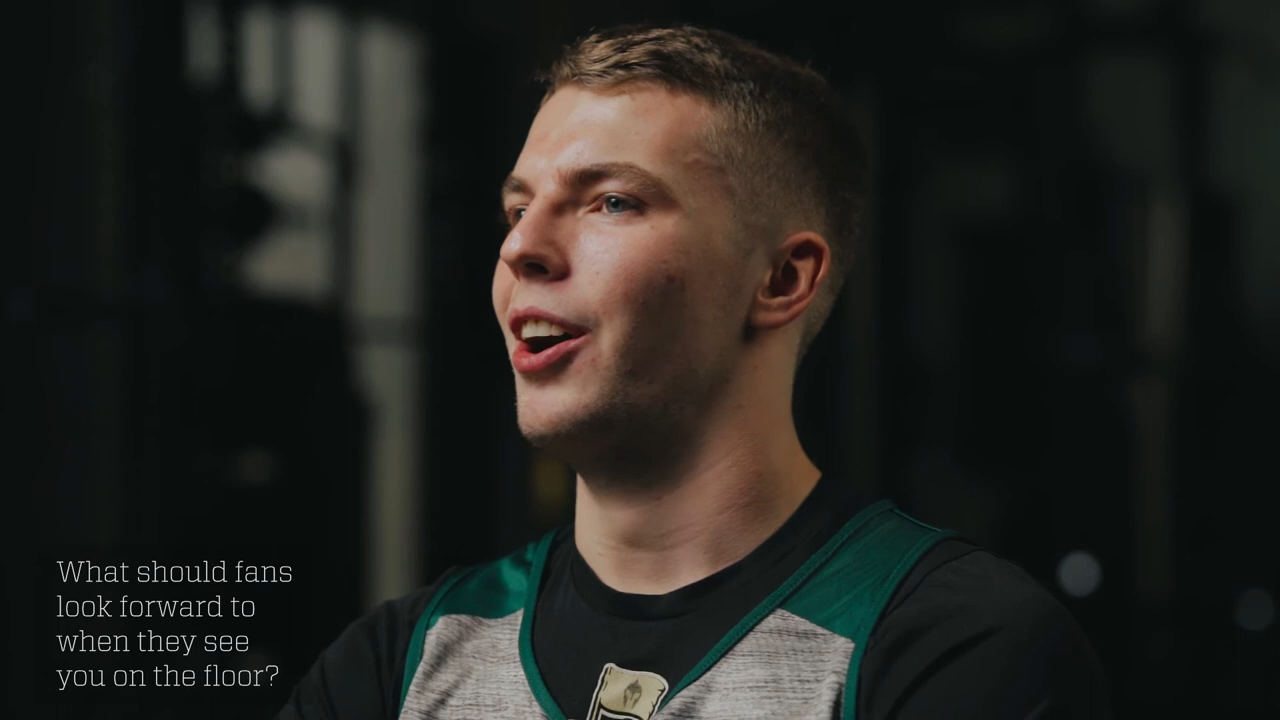 What should fans
look forward to
when they see
you on the floor?